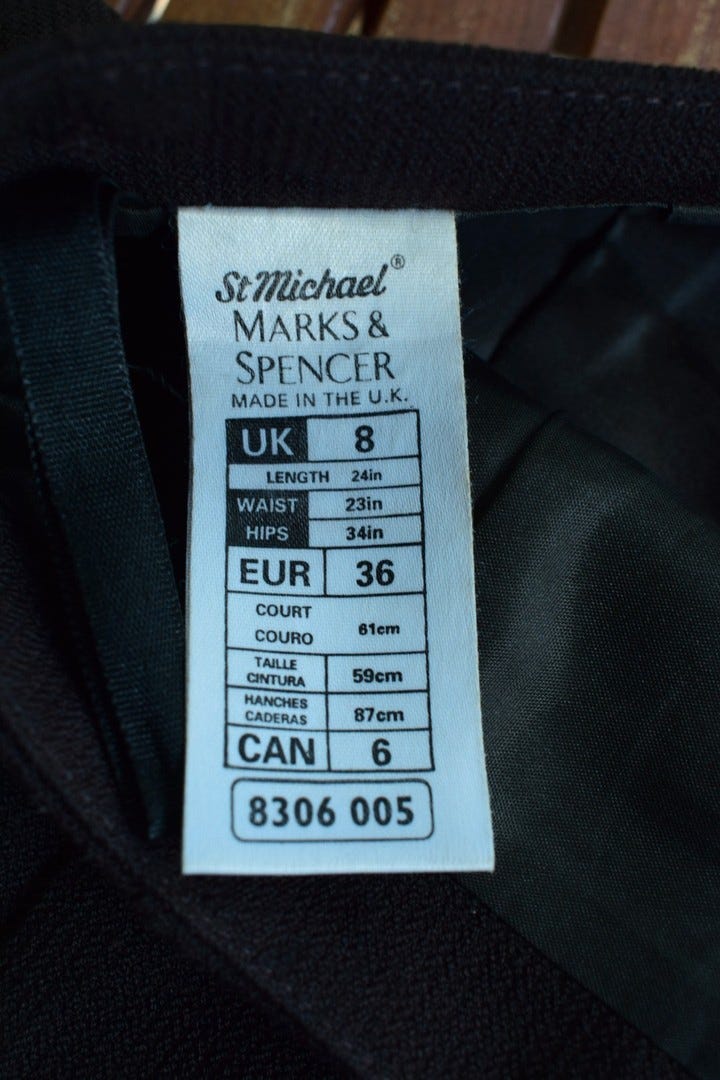 St Michael®
MARKS &
SPENCER
MADE IN THE U.K.
UK 8
LENGTH 24in
WAIST 23in
HIPS 34in
EUR 36
COURT
COURO 61cm
TAILLE
CINTURA 59cm
HANCHES
CADERAS 87cm
CAN 6
8306 005